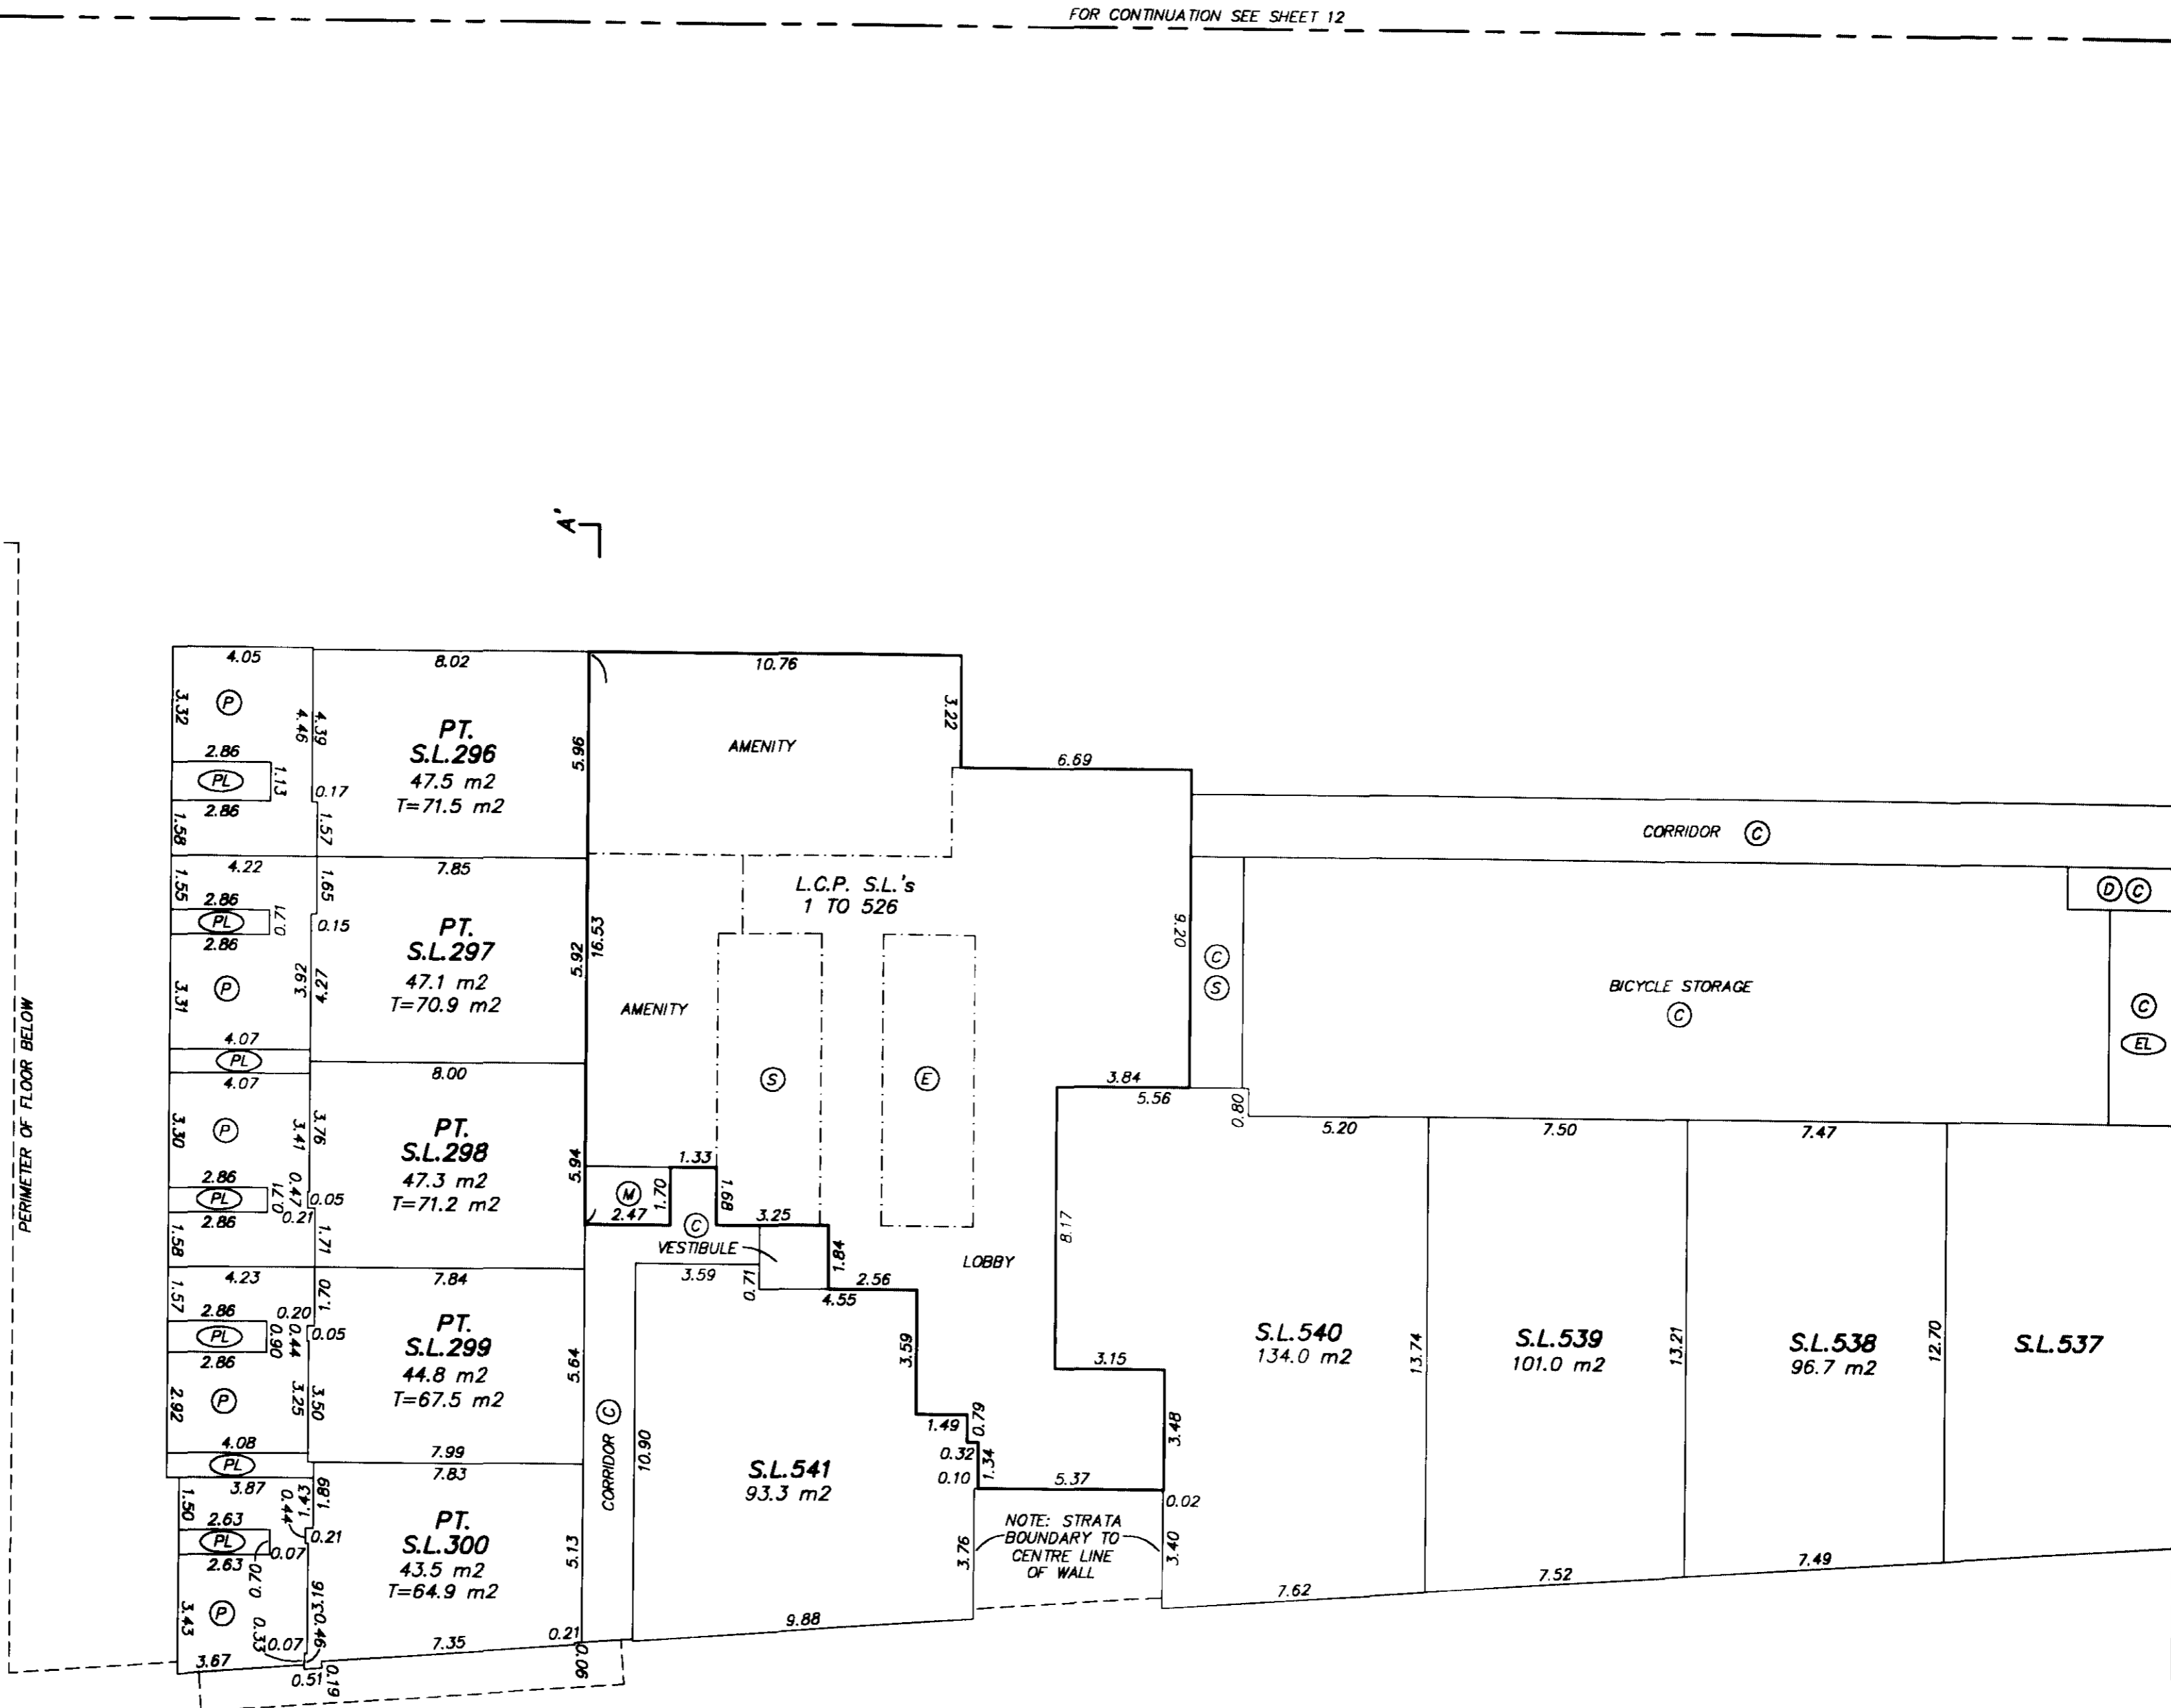 FOR CONTINUATION SEE SHEET 12
A'
PERIMETER OF FLOOR BELOW
4.05
3.32
P
4.46
4.39
2.86
PL
1.13
2.86
0.17
1.58
1.57
8.02
PT.
S.L.296
47.5 m2
T=71.5 m2
5.96
4.22
1.55
2.86
PL
0.71
2.86
1.65
0.15
3.31
P
3.92
4.27
4.07
PL
7.85
PT.
S.L.297
47.1 m2
T=70.9 m2
5.92
16.53
4.07
3.30
P
3.41
3.76
2.86
PL
0.71
0.47
0.05
2.86
0.21
1.58
1.71
8.00
PT.
S.L.298
47.3 m2
T=71.2 m2
5.94
4.23
1.57
2.86
0.20
1.70
PL
0.90
0.44
0.05
2.86
2.92
P
3.25
3.50
4.08
PL
7.84
PT.
S.L.299
44.8 m2
T=67.5 m2
5.64
7.99
3.87
1.50
1.43
1.89
0.44
2.63
PL
0.21
0.07
2.63
0.70
3.43
P
0.33
3.16
0.46
0.07
3.67
0.51
0.19
7.83
PT.
S.L.300
43.5 m2
T=64.9 m2
5.13
7.35
0.21
0.06
10.76
3.22
AMENITY
6.69
L.C.P. S.L.'s
1 TO 526
AMENITY
S
E
9.20
C
S
3.84
5.56
0.80
1.33
M
1.70
1.68
2.47
C
3.25
VESTIBULE
1.84
LOBBY
8.17
3.59
0.71
2.56
4.55
3.59
3.15
3.48
1.49
0.79
0.32
1.34
0.10
5.37
0.02
CORRIDOR C
10.90
S.L.541
93.3 m2
9.88
3.76
NOTE: STRATA
BOUNDARY TO
CENTRE LINE
OF WALL
3.40
CORRIDOR C
D C
BICYCLE STORAGE
C
C
EL
5.20
7.50
7.47
S.L.540
134.0 m2
13.74
7.62
S.L.539
101.0 m2
13.21
7.52
S.L.538
96.7 m2
12.70
7.49
S.L.537